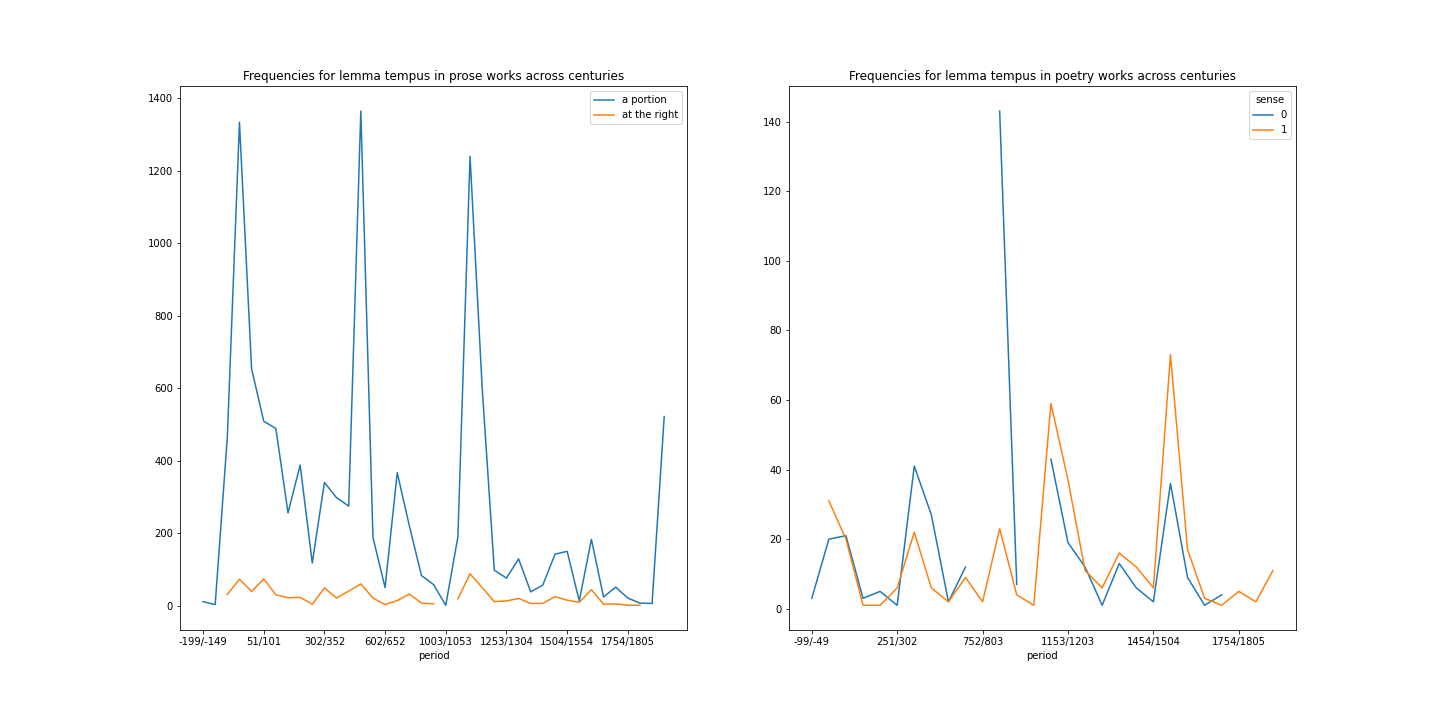 Frequencies for lemma tempus in prose works across centuries
a portion
at the right
1400
1200
1000
800
600
400
200
0
-199/-149 51/101 302/352 602/652 1003/1053 1253/1304 1504/1554 1754/1805
period
Frequencies for lemma tempus in poetry works across centuries
sense
0
1
140
120
100
80
60
40
20
0
-99/-49 251/302 752/803 1153/1203 1454/1504 1754/1805
period